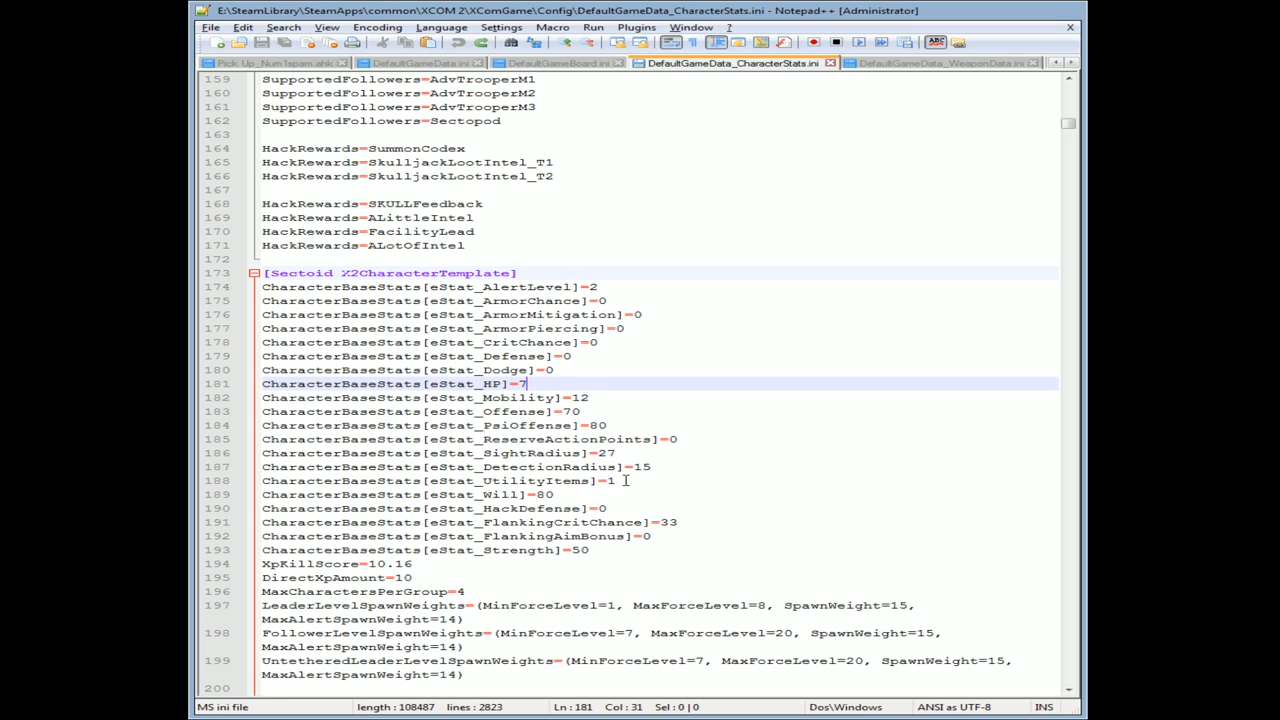 E:\SteamLibrary\SteamApps\common\XCOM 2\XComGame\Config\DefaultGameData_CharacterStats.ini - Notepad++ [Administrator]
File Edit Search View Encoding Language Settings Macro Run Plugins Window ? X
Pick Up_Num1spam.ahk DefaultGameData.ini DefaultGameBoard.ini DefaultGameData_CharacterStats.ini DefaultGameData_WeaponData.ini
159 SupportedFollowers=AdvTrooperM1
160 SupportedFollowers=AdvTrooperM2
161 SupportedFollowers=AdvTrooperM3
162 SupportedFollowers=Sectopod
163
164 HackRewards=SummonCodex
165 HackRewards=SkulljackLootIntel_T1
166 HackRewards=SkulljackLootIntel_T2
167
168 HackRewards=SKULLFeedback
169 HackRewards=ALittleIntel
170 HackRewards=FacilityLead
171 HackRewards=ALotOfIntel
172
173 [Sectoid X2CharacterTemplate]
174 CharacterBaseStats[eStat_AlertLevel]=2
175 CharacterBaseStats[eStat_ArmorChance]=0
176 CharacterBaseStats[eStat_ArmorMitigation]=0
177 CharacterBaseStats[eStat_ArmorPiercing]=0
178 CharacterBaseStats[eStat_CritChance]=0
179 CharacterBaseStats[eStat_Defense]=0
180 CharacterBaseStats[eStat_Dodge]=0
181 CharacterBaseStats[eStat_HP]=7
182 CharacterBaseStats[eStat_Mobility]=12
183 CharacterBaseStats[eStat_Offense]=70
184 CharacterBaseStats[eStat_PsiOffense]=80
185 CharacterBaseStats[eStat_ReserveActionPoints]=0
186 CharacterBaseStats[eStat_SightRadius]=27
187 CharacterBaseStats[eStat_DetectionRadius]=15
188 CharacterBaseStats[eStat_UtilityItems]=1
189 CharacterBaseStats[eStat_Will]=80
190 CharacterBaseStats[eStat_HackDefense]=0
191 CharacterBaseStats[eStat_FlankingCritChance]=33
192 CharacterBaseStats[eStat_FlankingAimBonus]=0
193 CharacterBaseStats[eStat_Strength]=50
194 XpKillScore=10.16
195 DirectXpAmount=10
196 MaxCharactersPerGroup=4
197 LeaderLevelSpawnWeights=(MinForceLevel=1, MaxForceLevel=8, SpawnWeight=15,
MaxAlertSpawnWeight=14)
198 FollowerLevelSpawnWeights=(MinForceLevel=7, MaxForceLevel=20, SpawnWeight=15,
MaxAlertSpawnWeight=14)
199 UntetheredLeaderLevelSpawnWeights=(MinForceLevel=7, MaxForceLevel=20, SpawnWeight=15,
MaxAlertSpawnWeight=14)
200
MS ini file length : 108487 lines : 2823 Ln : 181 Col : 31 Sel : 0 | 0 Dos\Windows ANSI as UTF-8 INS